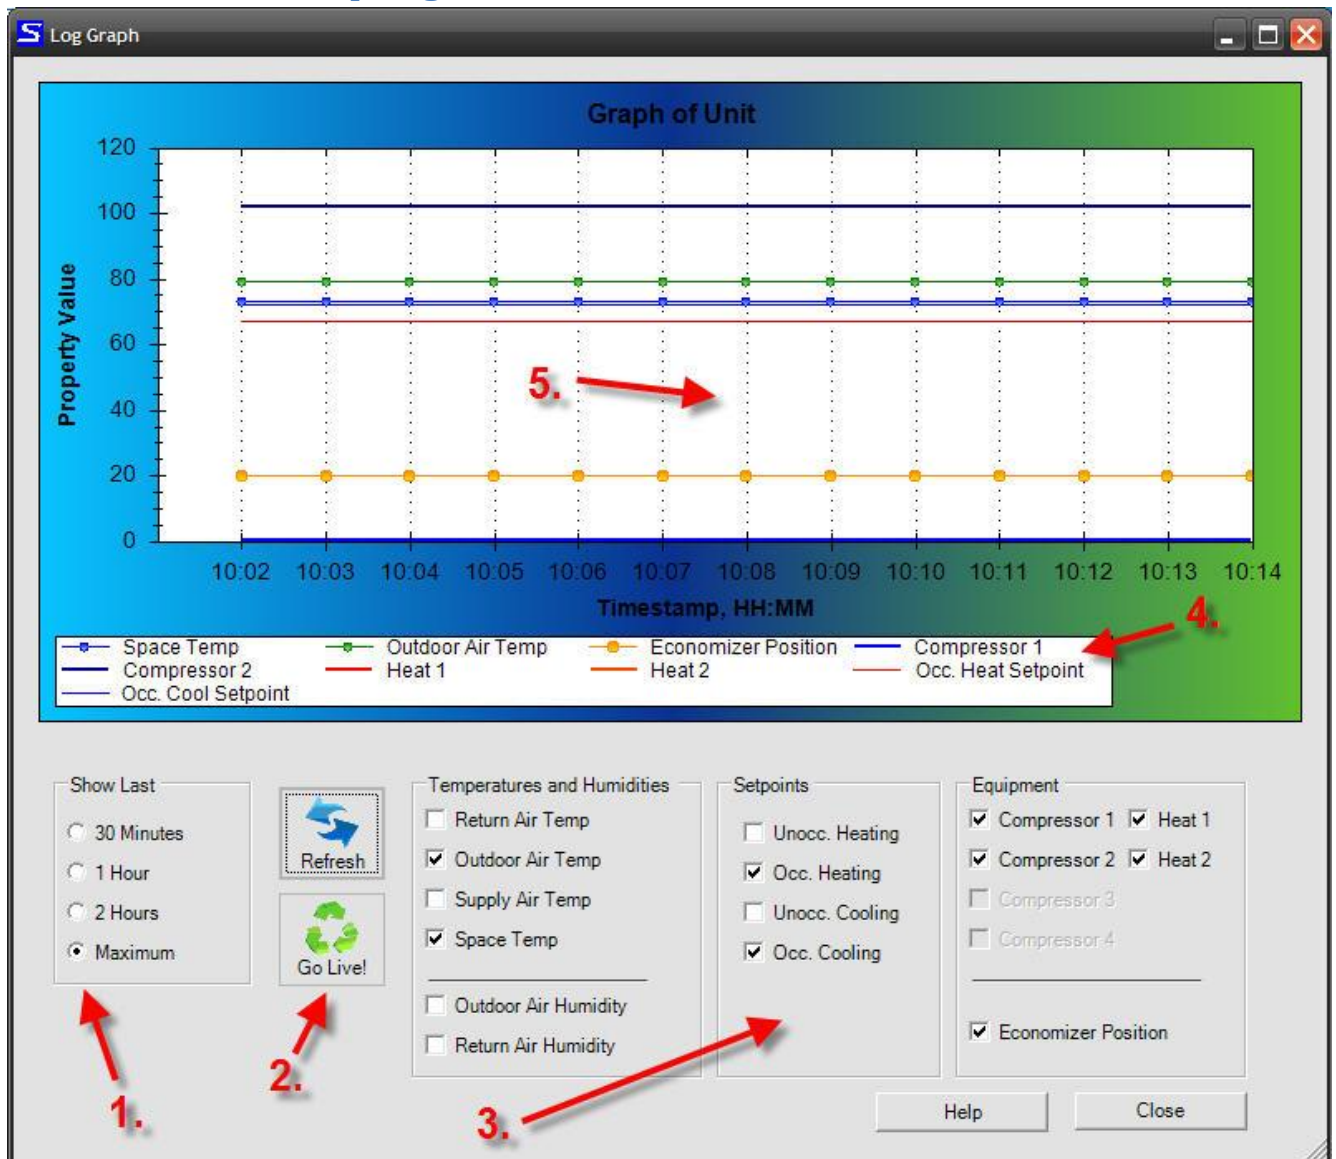 S Log Graph
Graph of Unit
120
100
80
60
40
20
0
Property Value
5.
10:02 10:03 10:04 10:05 10:06 10:07 10:08 10:09 10:10 10:11 10:12 10:13 10:14
Timestamp, HH:MM
4.
Space Temp Outdoor Air Temp Economizer Position Compressor 1
Compressor 2 Heat 1 Heat 2 Occ. Heat Setpoint
Occ. Cool Setpoint
Show Last
30 Minutes
1 Hour
2 Hours
Maximum
Refresh
Go Live!
Temperatures and Humidities
Return Air Temp
Outdoor Air Temp
Supply Air Temp
Space Temp
Outdoor Air Humidity
Return Air Humidity
Setpoints
Unocc. Heating
Occ. Heating
Unocc. Cooling
Occ. Cooling
Equipment
Compressor 1 Heat 1
Compressor 2 Heat 2
Compressor 3
Compressor 4
Economizer Position
1.
2.
3.
Help Close